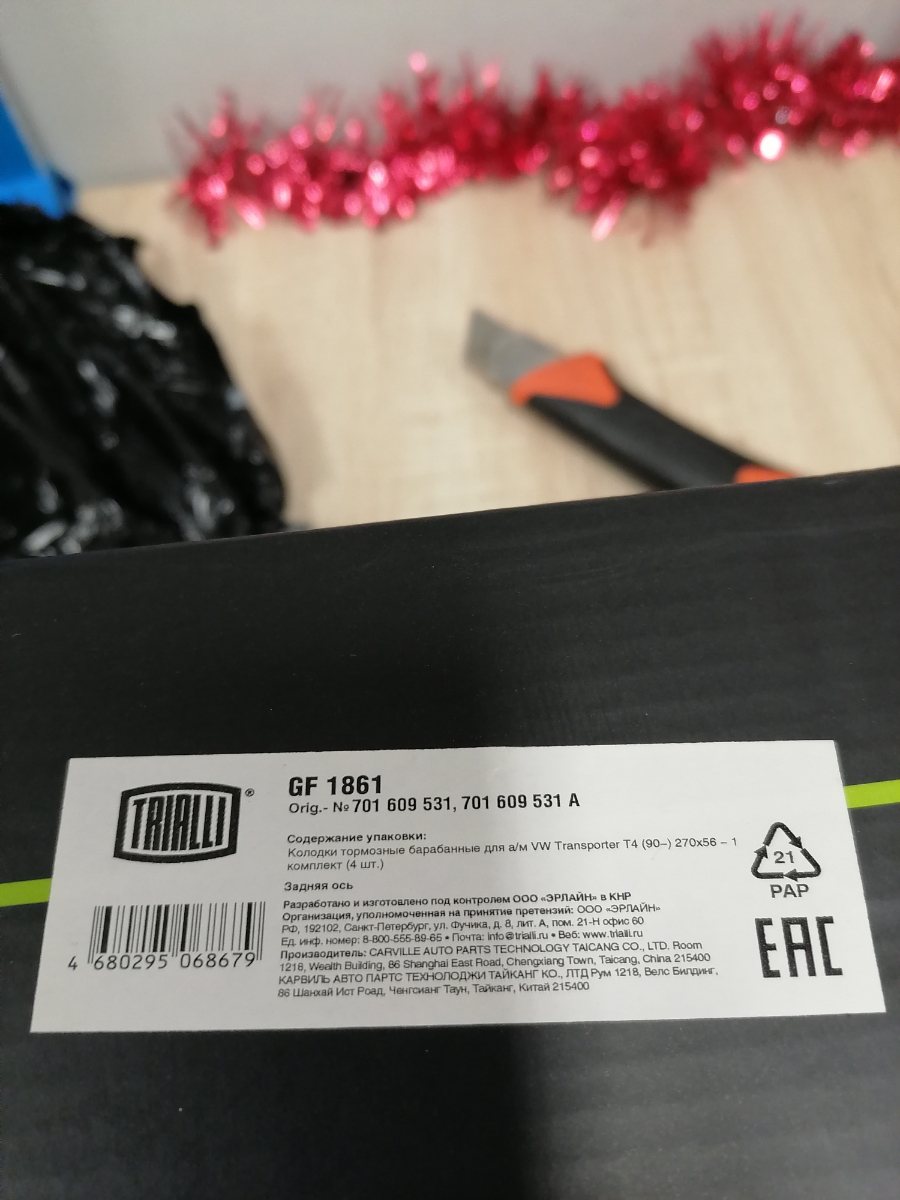 TRIALLI ®
GF 1861
Orig.- № 701 609 531, 701 609 531 A
Содержание упаковки:
Колодки тормозные барабанные для а/м VW Transporter T4 (90–) 270x56 – 1
комплект (4 шт.)
Задняя ось
Разработано и изготовлено под контролем ООО «ЭРЛАЙН» в КНР
Организация, уполномоченная на принятие претензий: ООО «ЭРЛАЙН»
РФ, 192102, Санкт-Петербург, ул. Фучика, д. 8, лит. А, пом. 21-Н офис 60
Ед. инф. номер: 8-800-555-89-65 • Почта: info@trialli.ru • Веб: www.trialli.ru
Производитель: CARVILLE AUTO PARTS TECHNOLOGY TAICANG CO., LTD. Room
1218, Wealth Building, 66 Shanghai East Road, Chengxiang Town, Taicang, China 215400
КАРВИЛЬ АВТО ПАРТС ТЕХНОЛОДЖИ ТАЙКАНГ КО., ЛТД Рум 1218, Велс Билдинг,
86 Шанхай Ист Роад, Ченгсианг Таун, Тайканг, Китай 215400
4 680295 068679
21
PAP
EAC